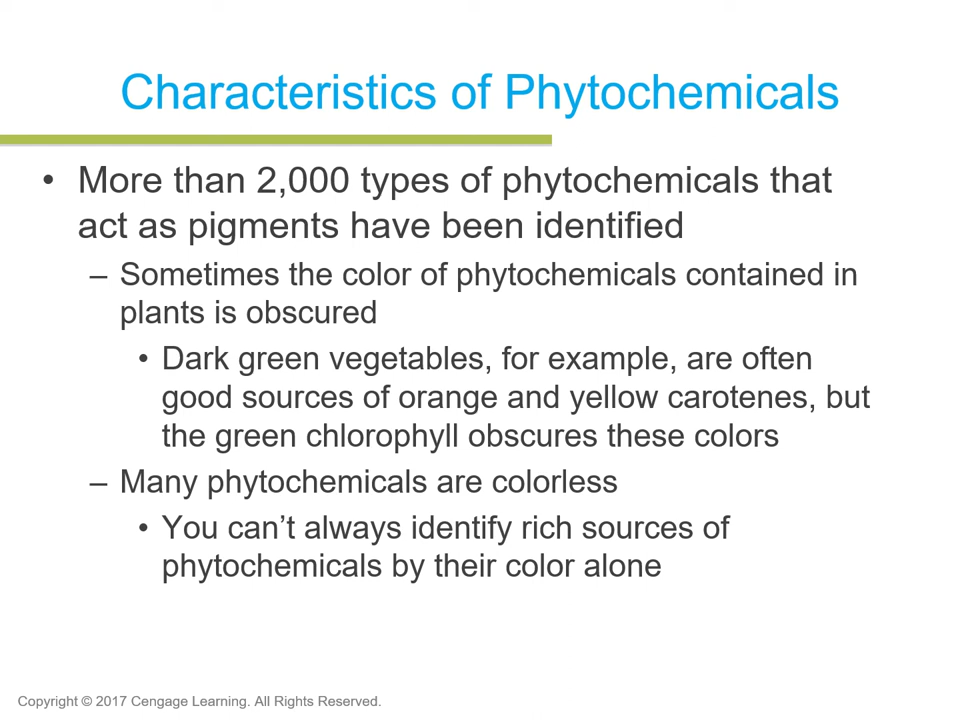 Characteristics of Phytochemicals
• More than 2,000 types of phytochemicals that
act as pigments have been identified
– Sometimes the color of phytochemicals contained in
plants is obscured
• Dark green vegetables, for example, are often
good sources of orange and yellow carotenes, but
the green chlorophyll obscures these colors
– Many phytochemicals are colorless
• You can’t always identify rich sources of
phytochemicals by their color alone
Copyright © 2017 Cengage Learning. All Rights Reserved.